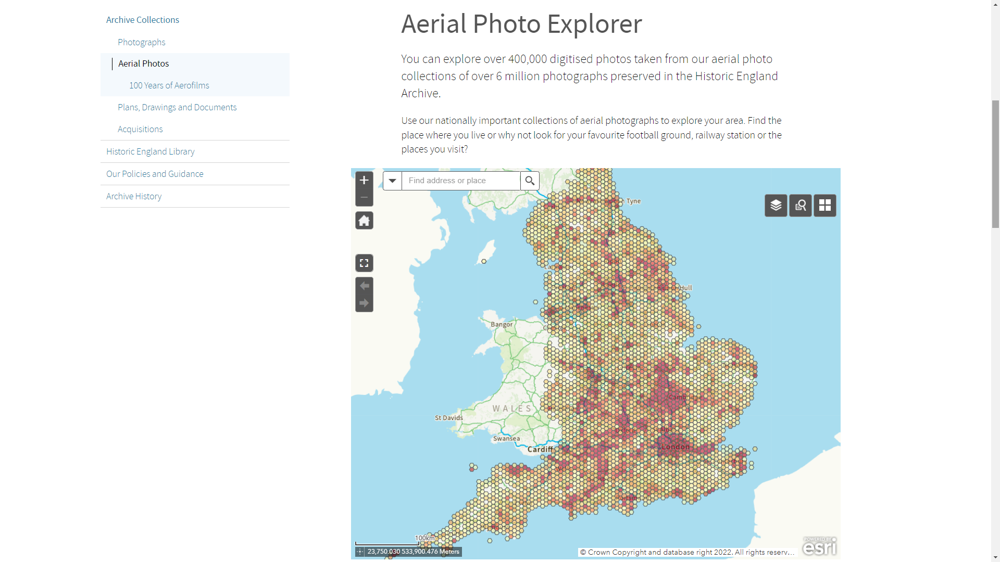 Archive Collections
Photographs
Aerial Photos
100 Years of Aerofilms
Plans, Drawings and Documents
Acquisitions
Historic England Library
Our Policies and Guidance
Archive History
Aerial Photo Explorer
You can explore over 400,000 digitised photos taken from our aerial photo
collections of over 6 million photographs preserved in the Historic England
Archive.
Use our nationally important collections of aerial photographs to explore your area. Find the
place where you live or why not look for your favourite football ground, railway station or the
places you visit?
Find address or place
Tyne
Hull
Bangor
WALES
Cambridge
St Davids
Oxford
Swansea
Cardiff
London
Wells
Salisbury
Portsmouth
100km
23,750.030 533,900.476 Meters
© Crown Copyright and database right 2022. All rights reserv...
POWERED BY
esri